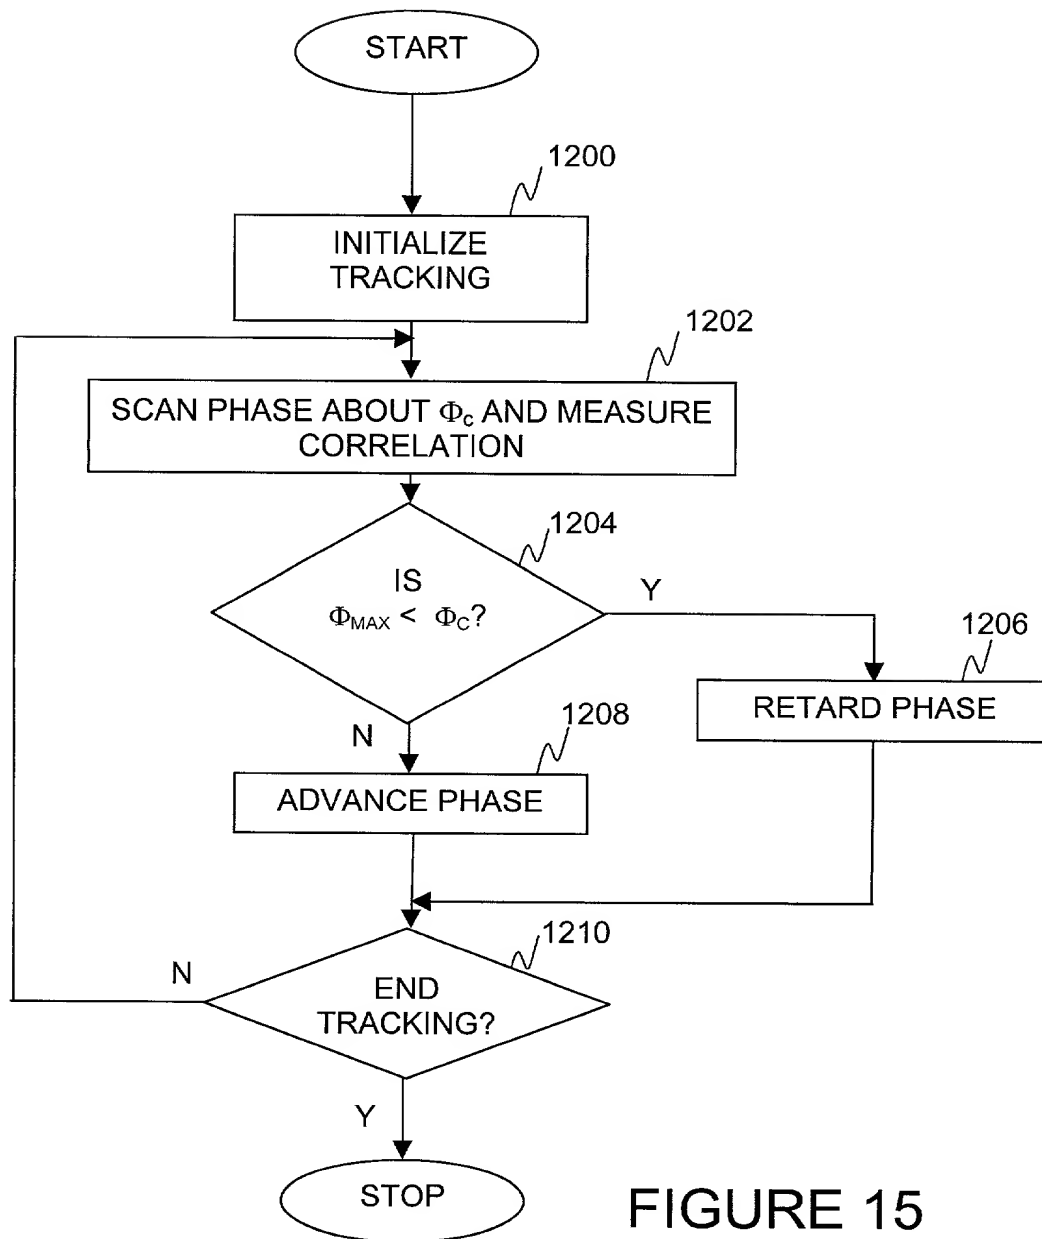 START
1200
INITIALIZE
TRACKING
1202
SCAN PHASE ABOUT Φc AND MEASURE
CORRELATION
1204
IS
ΦMAX < ΦC?
Y
1206
RETARD PHASE
N
1208
ADVANCE PHASE
1210
N
END
TRACKING?
Y
STOP
FIGURE 15